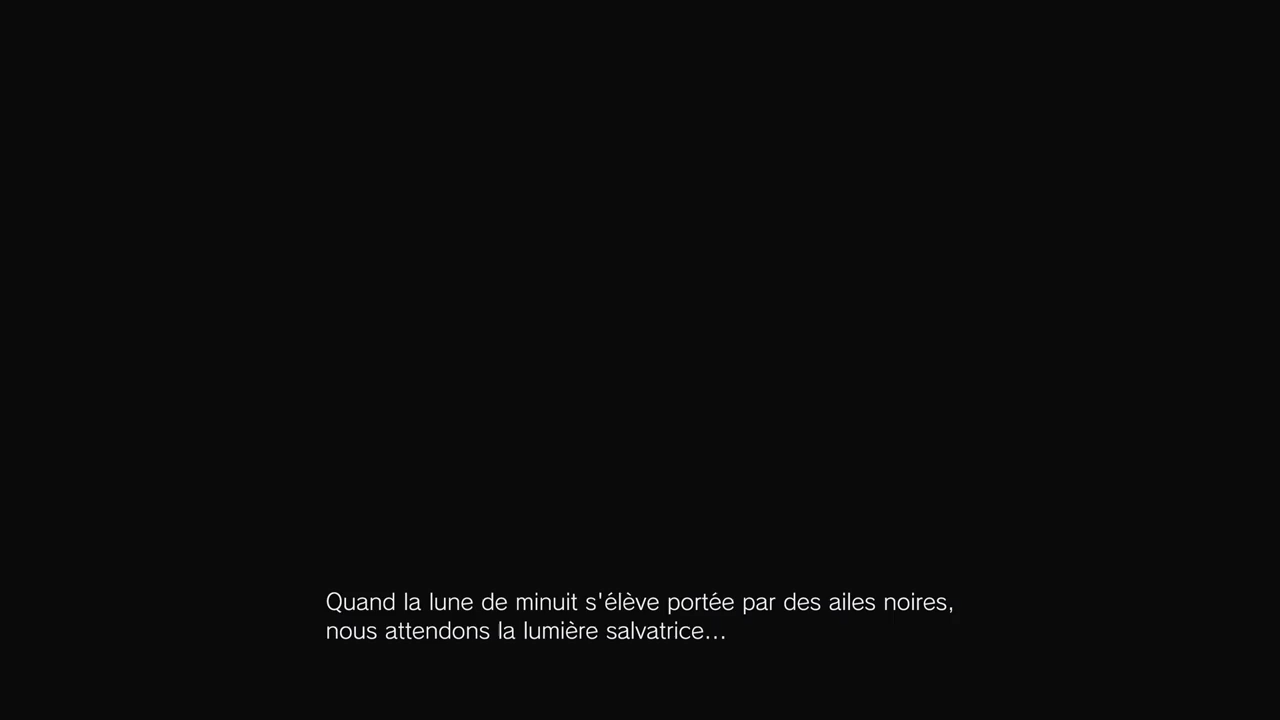 Quand la lune de minuit s'élève portée par des ailes noires,
nous attendons la lumière salvatrice...